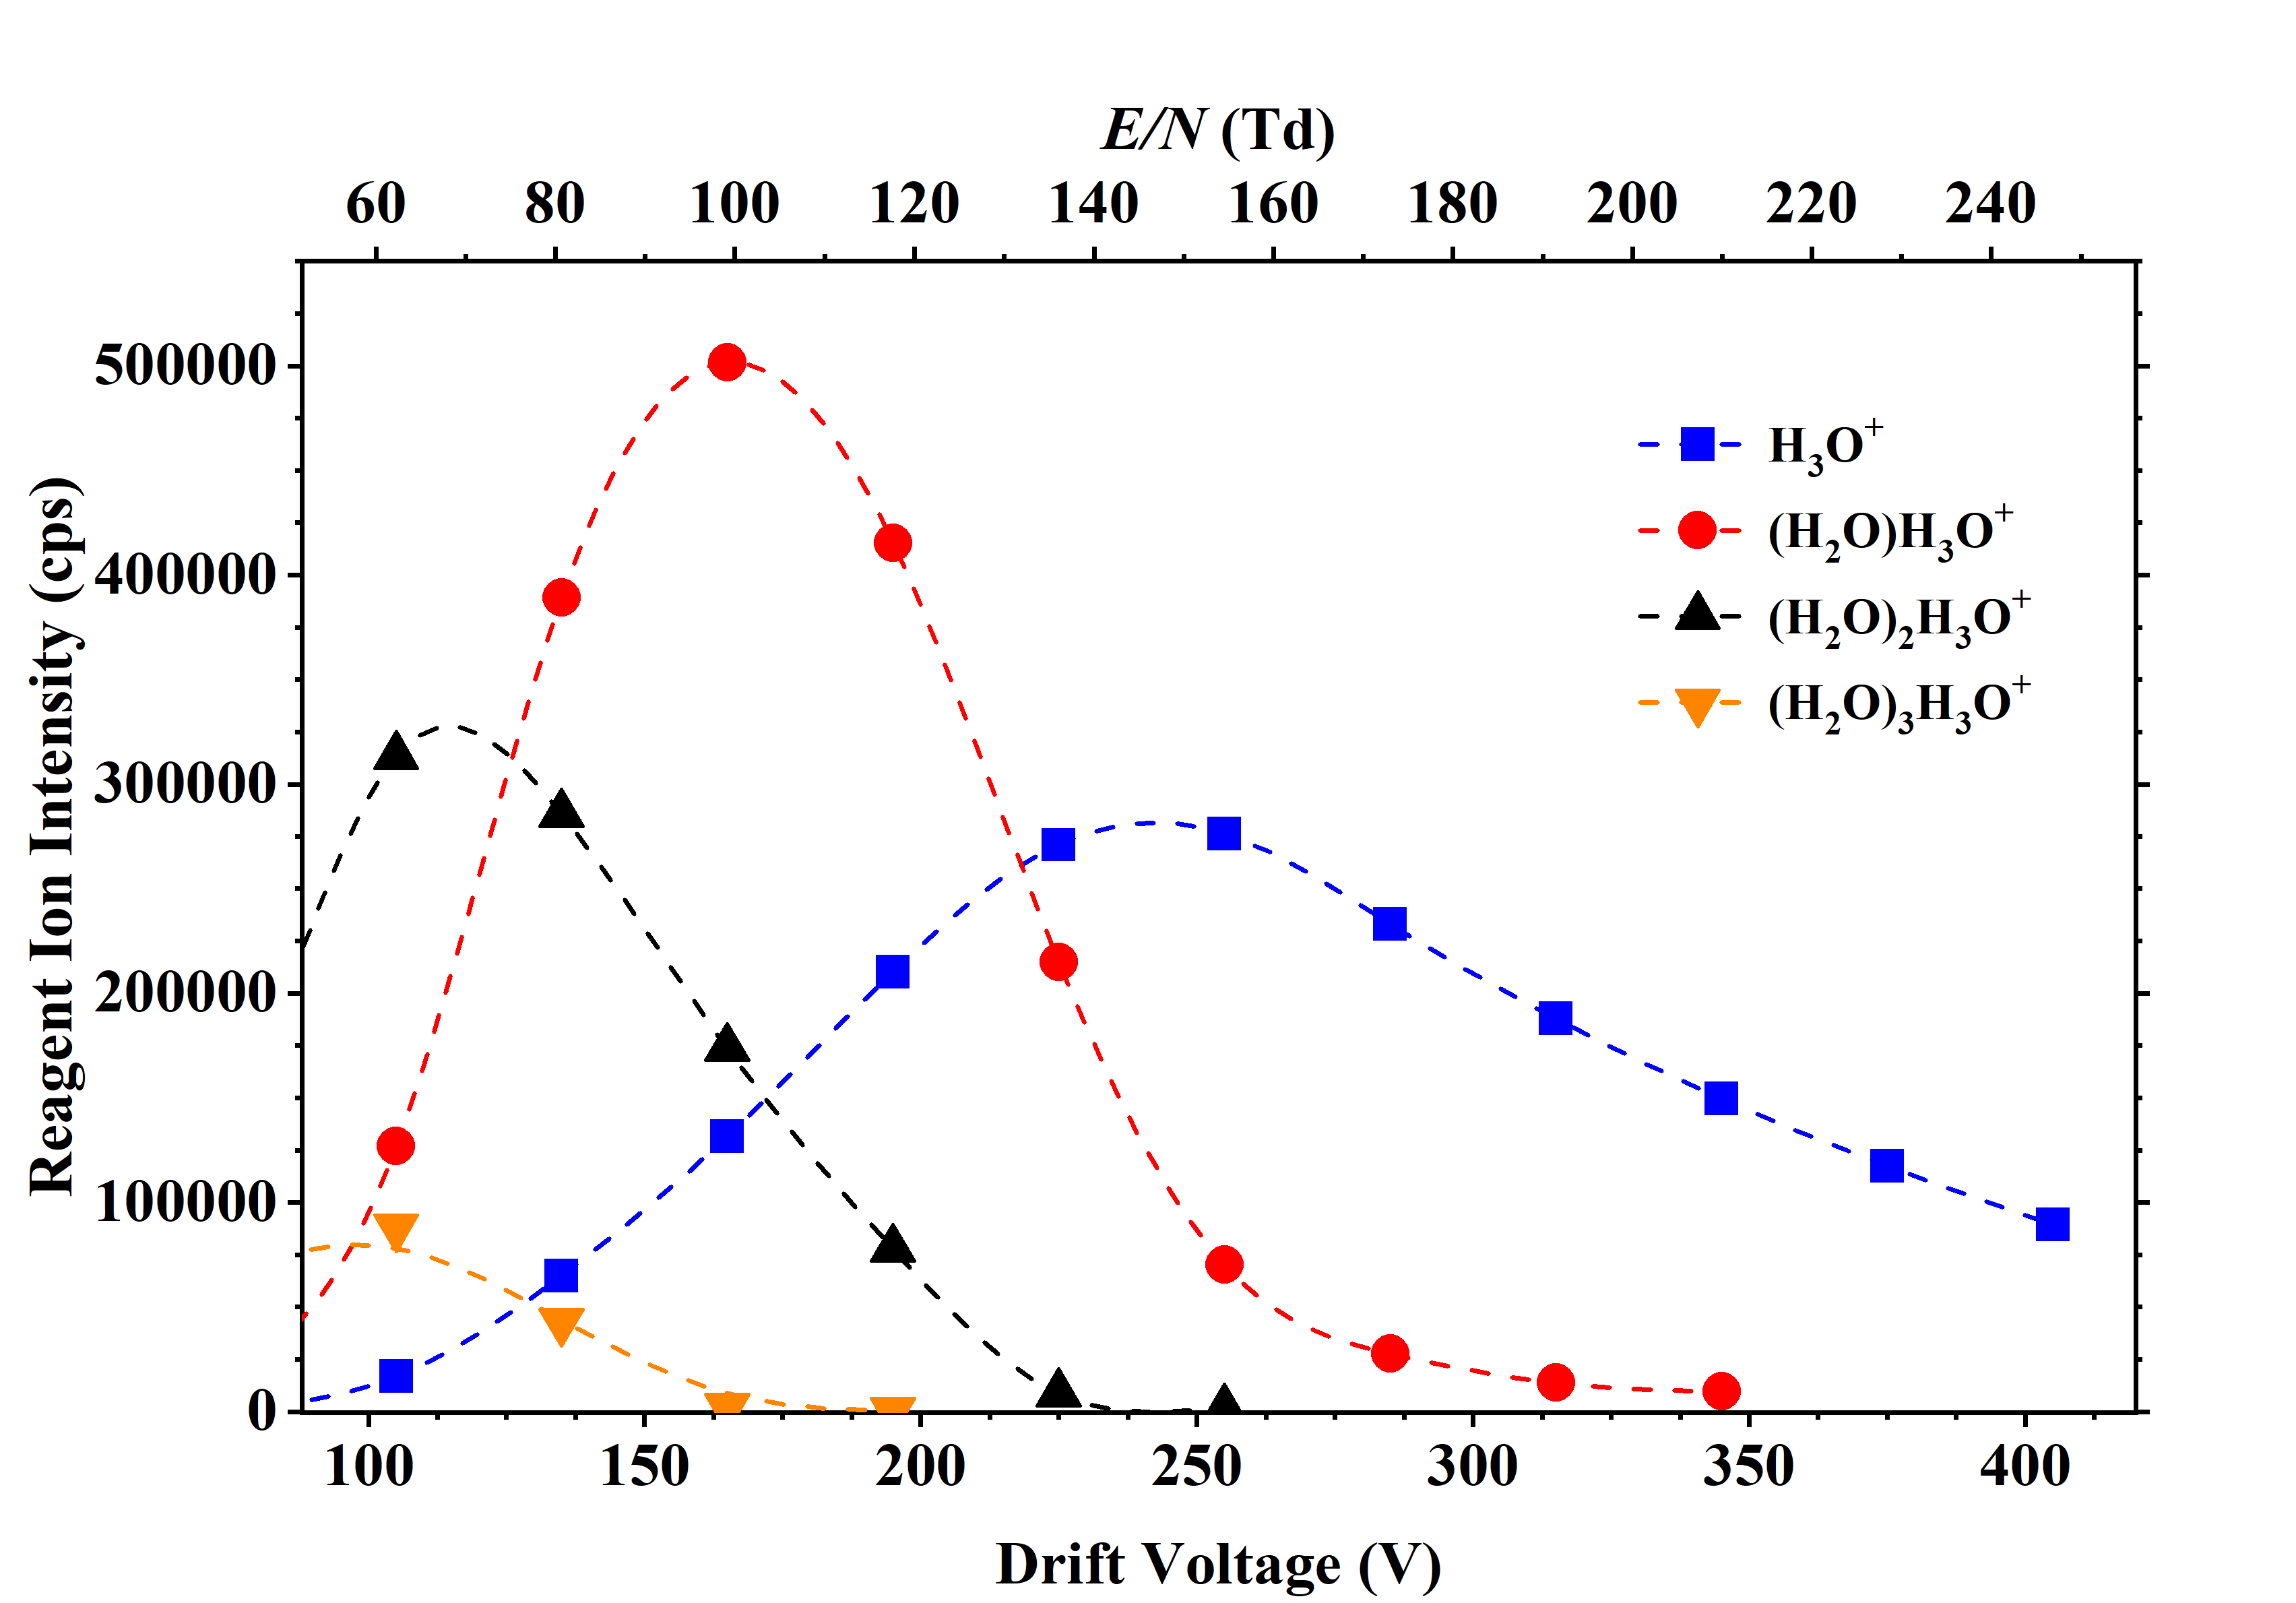 E/N (Td)
60 80 100 120 140 160 180 200 220 240
Reagent Ion Intensity (cps)
500000
400000
300000
200000
100000
0
H₃O⁺
(H₂O)H₃O⁺
(H₂O)₂H₃O⁺
(H₂O)₃H₃O⁺
100 150 200 250 300 350 400
Drift Voltage (V)